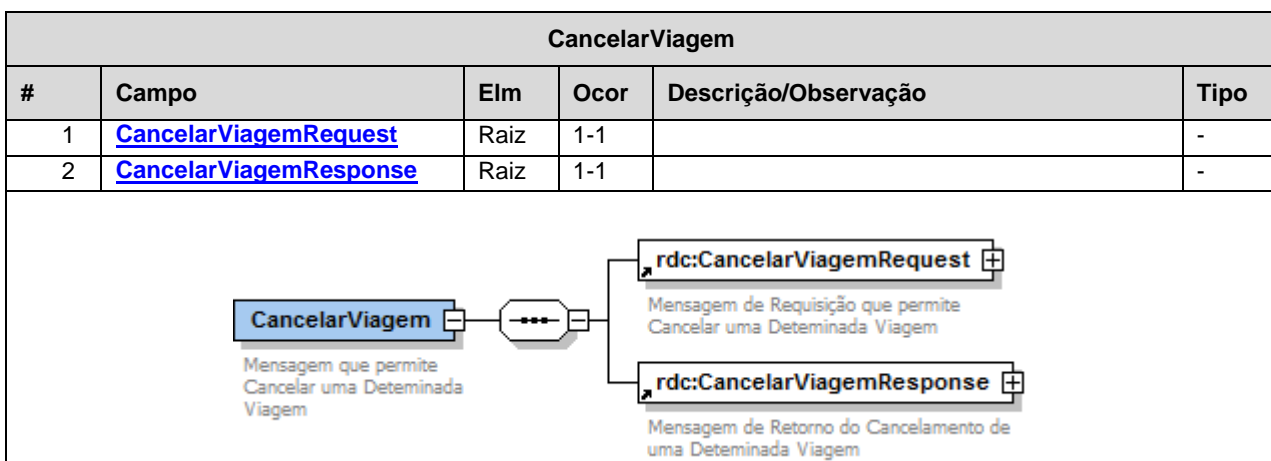 CancelarViagem
# Campo Elm Ocor Descrição/Observação Tipo
1 CancelarViagemRequest Raiz 1-1 -
2 CancelarViagemResponse Raiz 1-1 -
rdc:CancelarViagemRequest
Mensagem de Requisição que permite
Cancelar uma Deteminada Viagem
CancelarViagem
Mensagem que permite
Cancelar uma Deteminada
Viagem
rdc:CancelarViagemResponse
Mensagem de Retorno do Cancelamento de
uma Deteminada Viagem